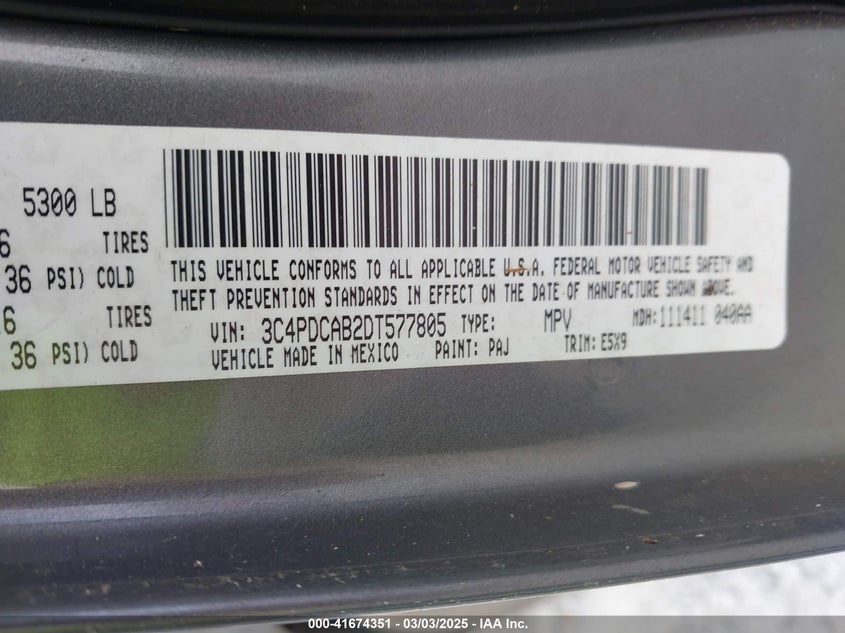 5300 LB
6 TIRES
36 PSI) COLD
6 TIRES
36 PSI) COLD
THIS VEHICLE CONFORMS TO ALL APPLICABLE U.S.A. FEDERAL MOTOR VEHICLE SAFETY AND
THEFT PREVENTION STANDARDS IN EFFECT ON THE DATE OF MANUFACTURE SHOWN ABOVE.
VIN: 3C4PDCAB2DT577805 TYPE: MPV MDH: 111411 040AA
VEHICLE MADE IN MEXICO PAINT: PAJ TRIM: E5X9
000-41674351 - 03/03/2025 - IAA Inc.